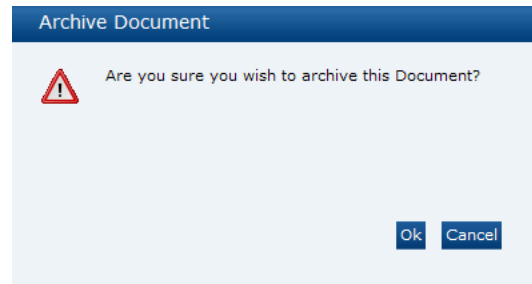 Archive Document
Are you sure you wish to archive this Document?
Ok Cancel